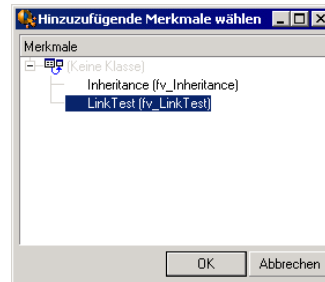 Hinzuzufügende Merkmale wählen
Merkmale
(Keine Klasse)
Inheritance (fv_Inheritance)
LinkTest (fv_LinkTest)
OK
Abbrechen